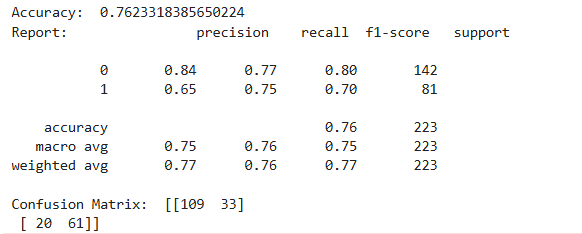 Accuracy:  0.7623318385650224
Report:                precision    recall  f1-score   support

           0       0.84      0.77      0.80       142
           1       0.65      0.75      0.70        81

    accuracy                           0.76       223
   macro avg       0.75      0.76      0.75       223
weighted avg       0.77      0.76      0.77       223

Confusion Matrix:  [[109  33]
 [ 20  61]]